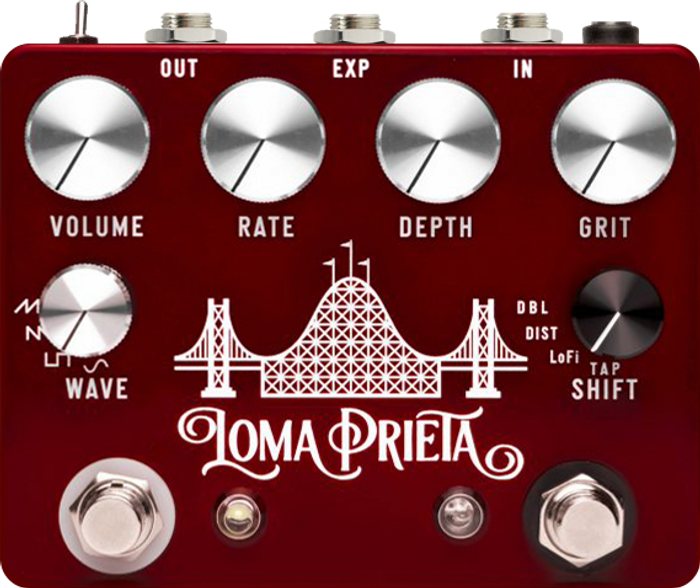 OUT EXP IN
VOLUME RATE DEPTH GRIT
DBL
DIST
LoFi
TAP
WAVE SHIFT
LOMA PRIETA